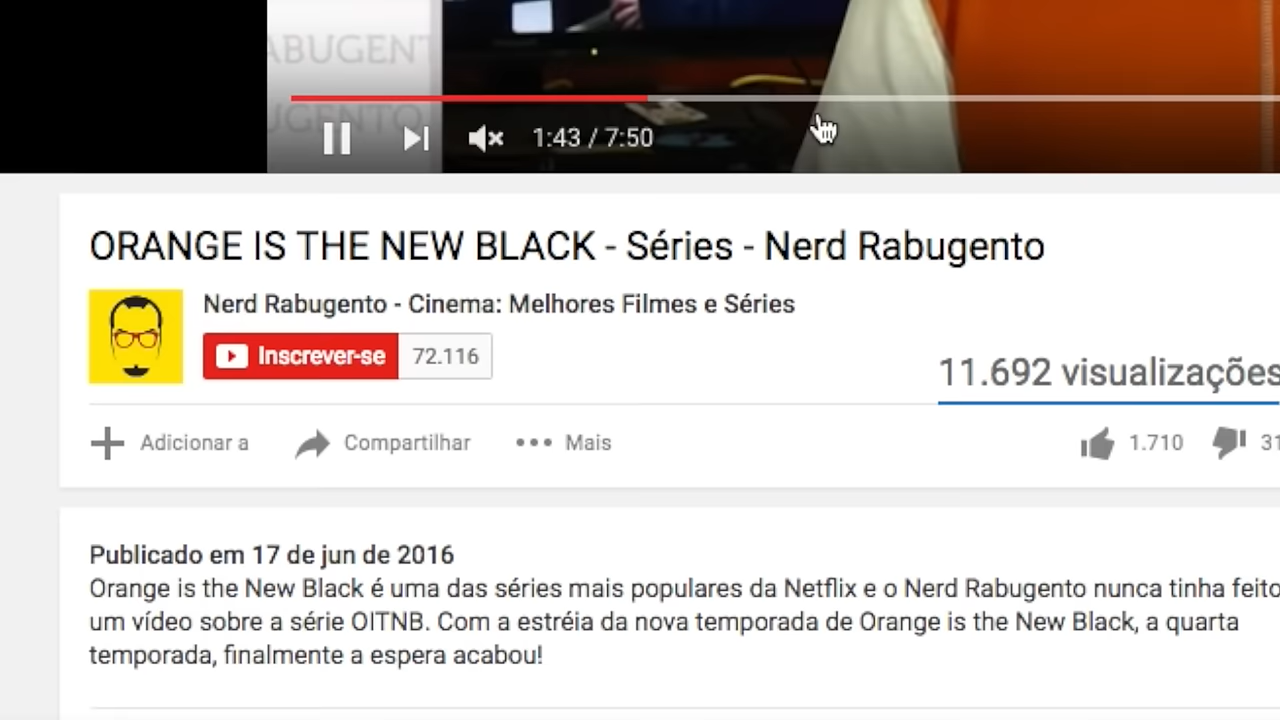 ABUGENT
UGENTO
1:43 / 7:50
ORANGE IS THE NEW BLACK - Séries - Nerd Rabugento
Nerd Rabugento - Cinema: Melhores Filmes e Séries
Inscrever-se 72.116
11.692 visualizações
Adicionar a Compartilhar Mais 1.710 31
Publicado em 17 de jun de 2016
Orange is the New Black é uma das séries mais populares da Netflix e o Nerd Rabugento nunca tinha feito
um vídeo sobre a série OITNB. Com a estréia da nova temporada de Orange is the New Black, a quarta
temporada, finalmente a espera acabou!